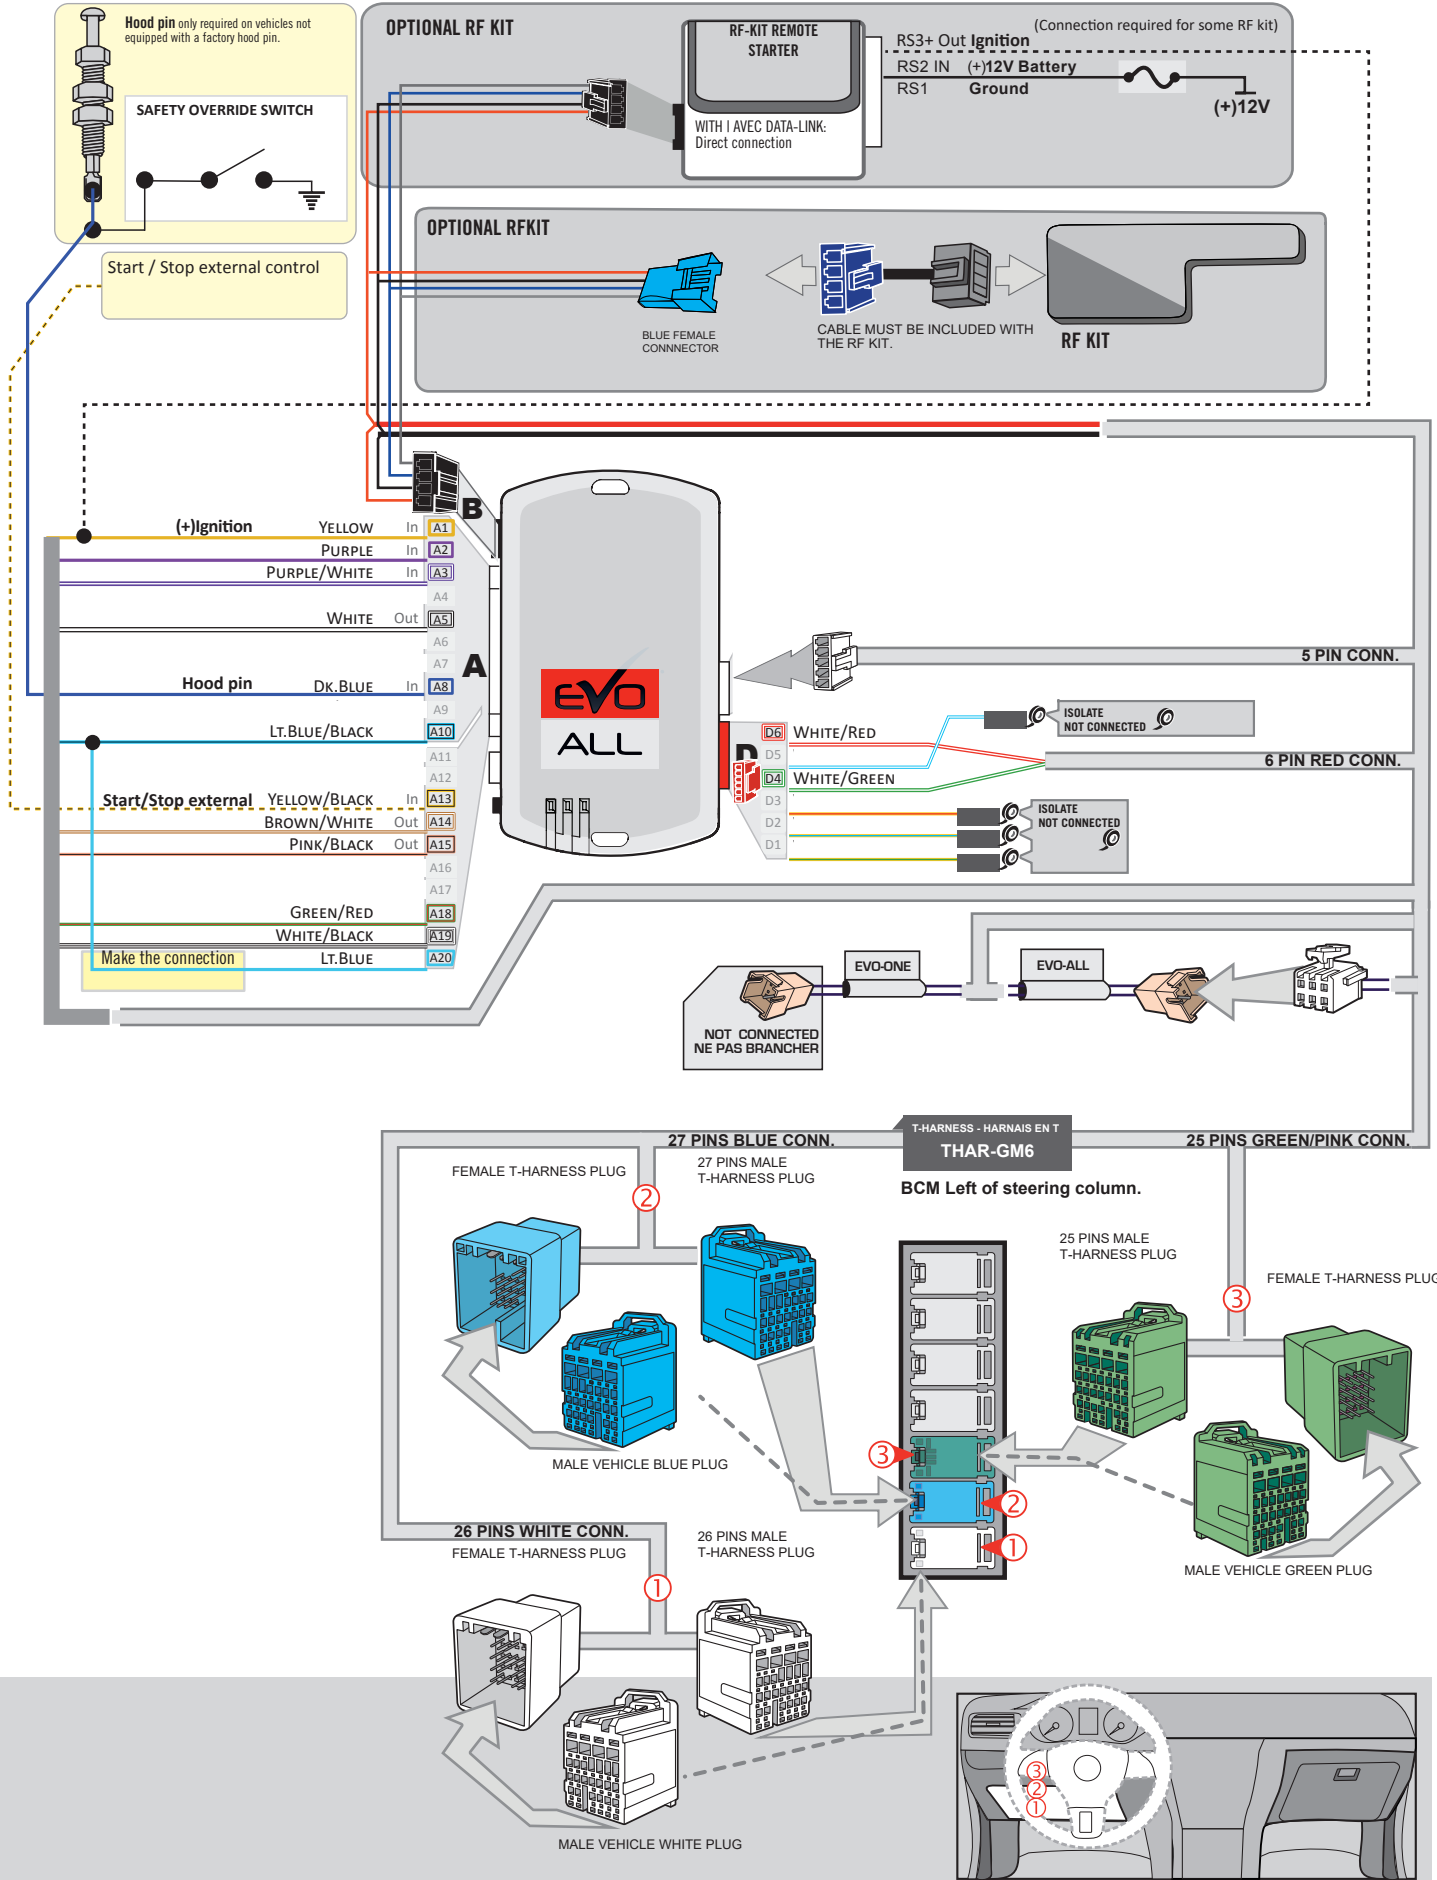 Hood pin only required on vehicles not
equipped with a factory hood pin.
SAFETY OVERRIDE SWITCH
Start / Stop external control
OPTIONAL RF KIT
RF-KIT REMOTE
STARTER
WITH | AVEC DATA-LINK:
Direct connection
(Connection required for some RF kit)
RS3+ Out Ignition
RS2 IN (+)12V Battery
RS1 Ground
(+)12V
OPTIONAL RFKIT
BLUE FEMALE
CONNNECTOR
CABLE MUST BE INCLUDED WITH
THE RF KIT.
RF KIT
B
(+)Ignition YELLOW In A1
PURPLE In A2
PURPLE/WHITE In A3
A4
WHITE Out A5
A6
A7
A
Hood pin DK.BLUE In A8
A9
LT.BLUE/BLACK A10
A11
A12
Start/Stop external YELLOW/BLACK In A13
BROWN/WHITE Out A14
PINK/BLACK Out A15
A16
A17
GREEN/RED A18
WHITE/BLACK A19
Make the connection LT.BLUE A20
EVO
ALL
5 PIN CONN.
ISOLATE
NOT CONNECTED
D
D6 WHITE/RED
D5
D4 WHITE/GREEN
D3
D2
D1
6 PIN RED CONN.
ISOLATE
NOT CONNECTED
EVO-ONE
EVO-ALL
NOT CONNECTED
NE PAS BRANCHER
T-HARNESS - HARNAIS EN T
THAR-GM6
27 PINS BLUE CONN.
25 PINS GREEN/PINK CONN.
BCM Left of steering column.
FEMALE T-HARNESS PLUG
27 PINS MALE
T-HARNESS PLUG
2
25 PINS MALE
T-HARNESS PLUG
FEMALE T-HARNESS PLUG
3
MALE VEHICLE BLUE PLUG
3
2
1
MALE VEHICLE GREEN PLUG
26 PINS WHITE CONN.
FEMALE T-HARNESS PLUG
26 PINS MALE
T-HARNESS PLUG
1
MALE VEHICLE WHITE PLUG
3
2
1